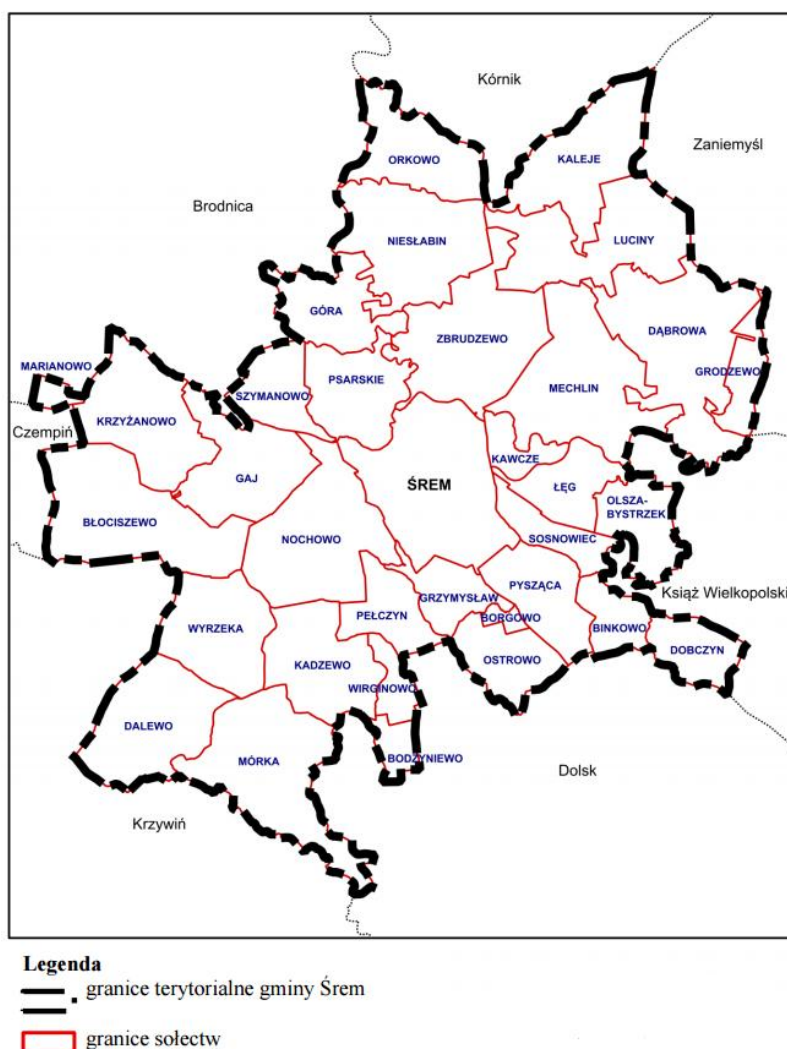 Kórnik
Zaniemyśl
ORKOWO
KALEJE
Brodnica
NIESŁABIN
LUCINY
GÓRA
ZBRUDZEWO
DĄBROWA
MARIANOWO
SZYMANOWO
PSARSKIE
MECHLIN
GRODZEWO
KRZYŻANOWO
Czempiń
KAWCZE
GAJ
ŚREM
ŁĘG
OLSZA-
BYSTRZEK
BŁOCISZEWO
NOCHOWO
SOSNOWIEC
PYSZĄCA
Książ Wielkopolski
GRZYMYSŁAW
PEŁCZYN
BORGOWO
WYRZEKA
BINKOWO
DOBCZYN
KADZEWO
OSTROWO
WIRGINOWO
DALEWO
MÓRKA
BODZYNIEWO
Dolsk
Krzywiń
Legenda
granice terytorialne gminy Śrem
granice sołectw